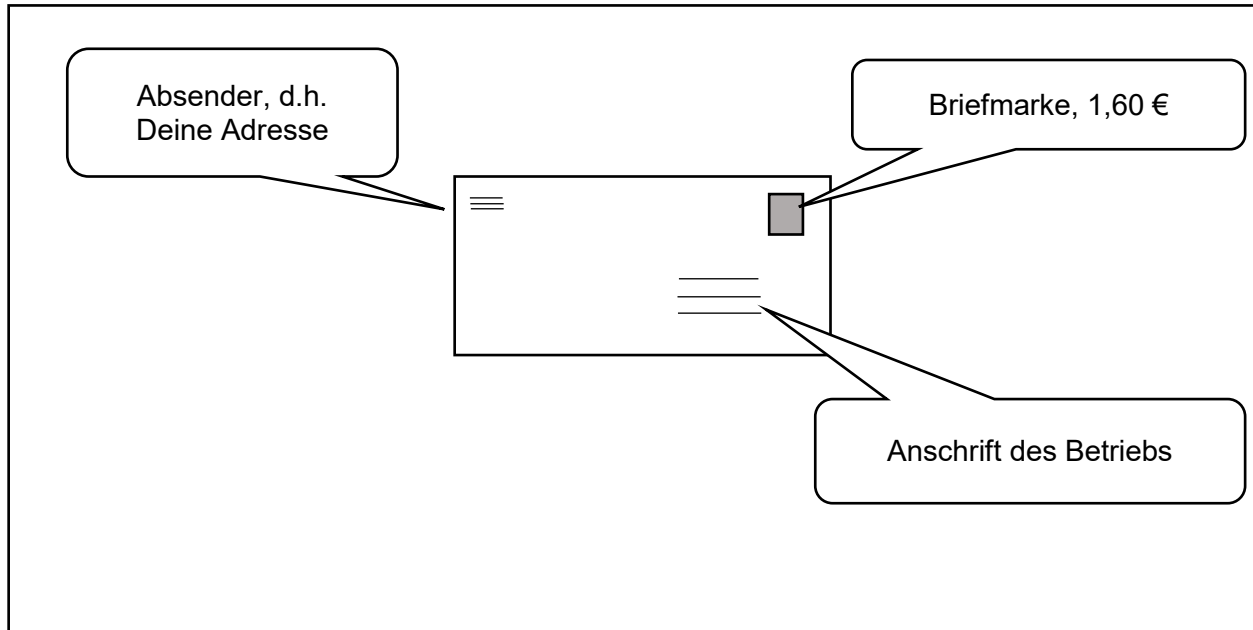 Absender, d.h.
Deine Adresse
Briefmarke, 1,60 €
Anschrift des Betriebs